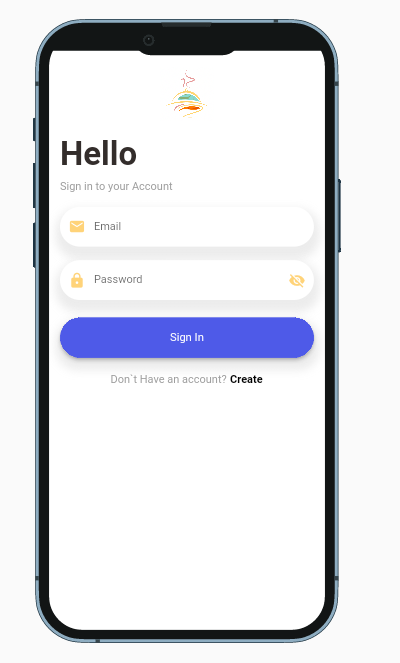 Hello
Sign in to your Account
Email
Password
Sign In
Don`t Have an account? Create